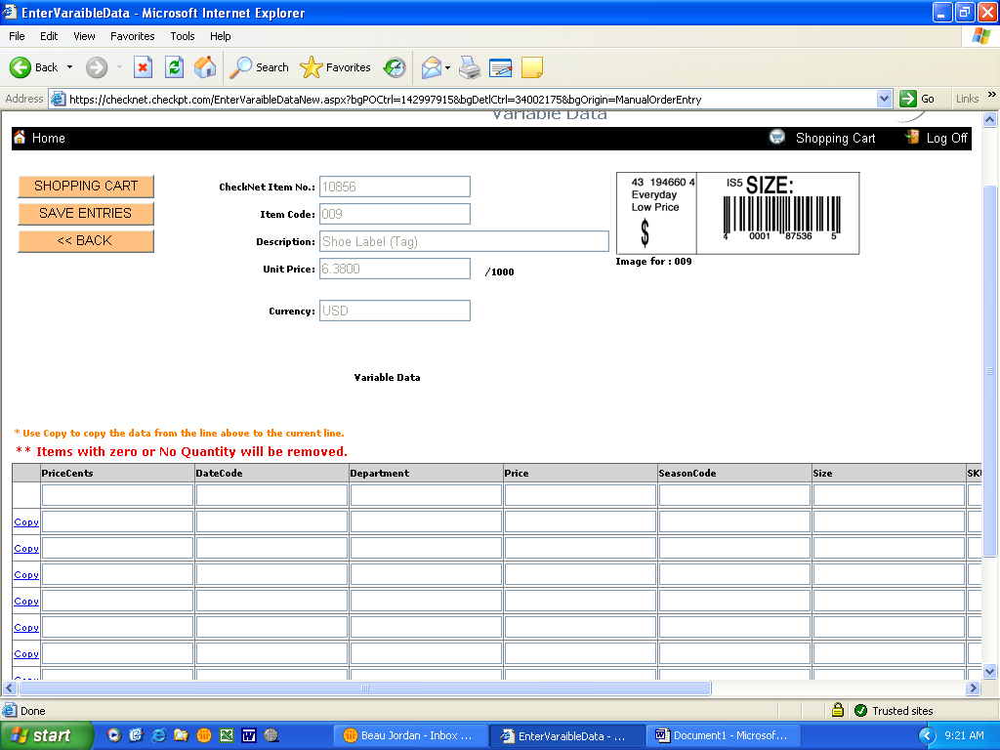 EnterVaraibleData - Microsoft Internet Explorer
File Edit View Favorites Tools Help
Back Search Favorites
Address https://checknet.checkpt.com/EnterVaraibleDataNew.aspx?bgPOCtrl=142997915&bgDetlCtrl=34002175&bgOrigin=ManualOrderEntry Go Links »
Variable Data
Home Shopping Cart Log Off
SHOPPING CART
SAVE ENTRIES
<< BACK
CheckNet Item No.: 10856
Item Code: 009
Description: Shoe Label (Tag)
Unit Price: 6.3800 /1000
Currency: USD
43 194660 4
Everyday
Low Price
$
IS5 SIZE:
4 0001 87536 5
Image for : 009
Variable Data
* Use Copy to copy the data from the line above to the current line.
** Items with zero or No Quantity will be removed.
PriceCents DateCode Department Price SeasonCode Size SKU
Copy
Copy
Copy
Copy
Copy
Copy
Copy
Done Trusted sites
start Beau Jordan - Inbox ... EnterVaraibleData - ... Document1 - Microsof... 9:21 AM